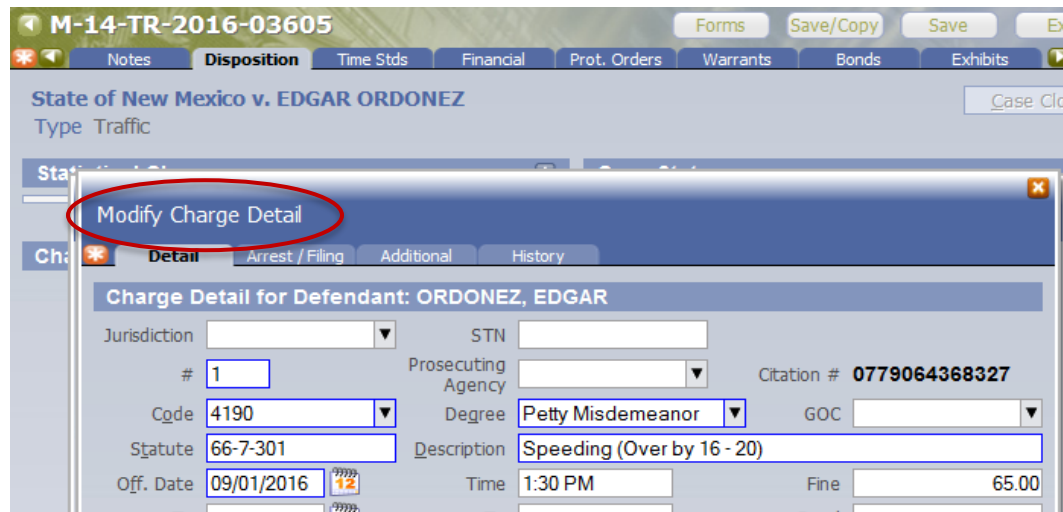 M-14-TR-2016-03605 Forms Save/Copy Save
Notes Disposition Time Stds Financial Prot. Orders Warrants Bonds Exhibits
State of New Mexico v. EDGAR ORDONEZ Case
Type Traffic
Modify Charge Detail
Detail Arrest / Filing Additional History
Charge Detail for Defendant: ORDONEZ, EDGAR
Jurisdiction STN
# 1 Prosecuting Agency Citation # 0779064368327
Code 4190 Degree Petty Misdemeanor GOC
Statute 66-7-301 Description Speeding (Over by 16 - 20)
Off. Date 09/01/2016 12 Time 1:30 PM Fine 65.00